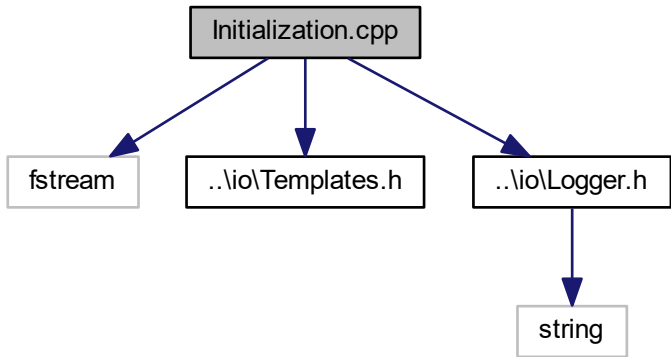 Initialization.cpp
fstream
..\io\Templates.h
..\io\Logger.h
string